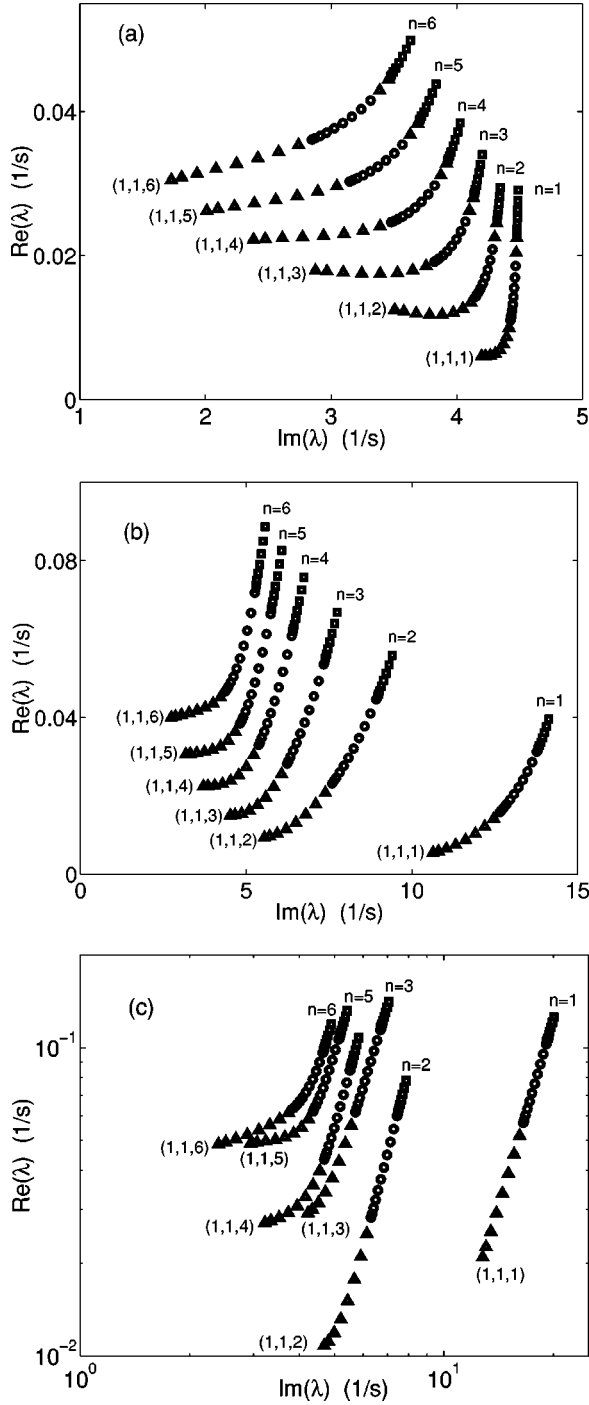 (a)
n=6
n=5
n=4
n=3
n=2
n=1
0.04
0.02
0
Re(λ) (1/s)
(1,1,6)
(1,1,5)
(1,1,4)
(1,1,3)
(1,1,2)
(1,1,1)
1
2
3
4
5
Im(λ) (1/s)
(b)
n=6
n=5
n=4
n=3
n=2
n=1
0.08
0.04
0
Re(λ) (1/s)
(1,1,6)
(1,1,5)
(1,1,4)
(1,1,3)
(1,1,2)
(1,1,1)
0
5
10
15
Im(λ) (1/s)
(c)
n=6
n=5
n=3
n=1
n=2
10⁻¹
10⁻²
Re(λ) (1/s)
(1,1,6)
(1,1,5)
(1,1,4)
(1,1,3)
(1,1,1)
(1,1,2)
10⁰
10¹
Im(λ) (1/s)